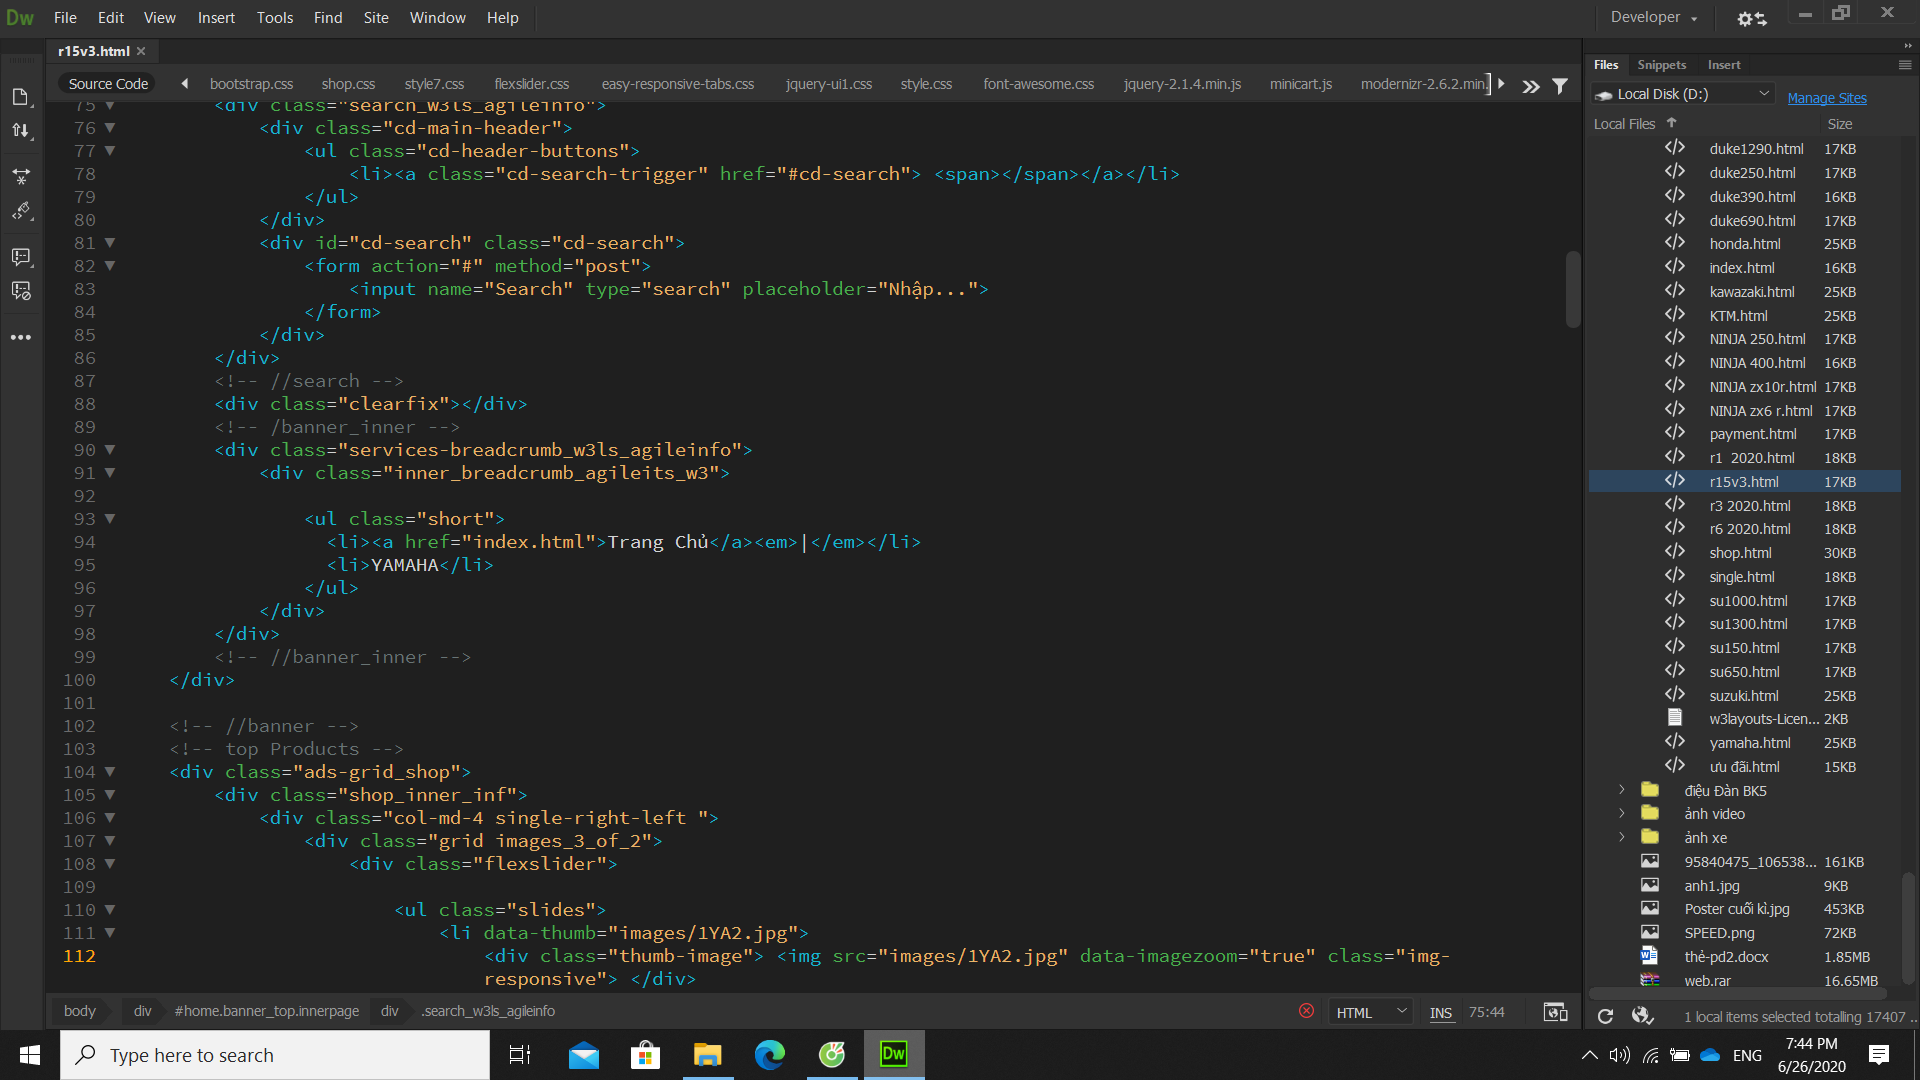 Dw File Edit View Insert Tools Find Site Window Help Developer
r15v3.html
Source Code bootstrap.css shop.css style7.css flexslider.css easy-responsive-tabs.css jquery-ui1.css style.css font-awesome.css jquery-2.1.4.min.js minicart.js modernizr-2.6.2.min.
75 <div class="search_w3ls_agileinfo">
76 <div class="cd-main-header">
77 <ul class="cd-header-buttons">
78 <li><a class="cd-search-trigger" href="#cd-search"> <span></span></a></li>
79 </ul>
80 </div>
81 <div id="cd-search" class="cd-search">
82 <form action="#" method="post">
83 <input name="Search" type="search" placeholder="Nhập...">
84 </form>
85 </div>
86 </div>
87 <!-- //search -->
88 <div class="clearfix"></div>
89 <!-- /banner_inner -->
90 <div class="services-breadcrumb_w3ls_agileinfo">
91 <div class="inner_breadcrumb_agileits_w3">
92
93 <ul class="short">
94 <li><a href="index.html">Trang Chủ</a><em>|</em></li>
95 <li>YAMAHA</li>
96 </ul>
97 </div>
98 </div>
99 <!-- //banner_inner -->
100 </div>
101
102 <!-- //banner -->
103 <!-- top Products -->
104 <div class="ads-grid_shop">
105 <div class="shop_inner_inf">
106 <div class="col-md-4 single-right-left ">
107 <div class="grid images_3_of_2">
108 <div class="flexslider">
109
110 <ul class="slides">
111 <li data-thumb="images/1YA2.jpg">
112 <div class="thumb-image"> <img src="images/1YA2.jpg" data-imagezoom="true" class="img-
responsive"> </div>
body div #home.banner_top.innerpage div .search_w3ls_agileinfo HTML INS 75:44
Files Snippets Insert
Local Disk (D:) Manage Sites
Local Files Size
duke1290.html 17KB
duke250.html 17KB
duke390.html 16KB
duke690.html 17KB
honda.html 25KB
index.html 16KB
kawazaki.html 25KB
KTM.html 25KB
NINJA 250.html 17KB
NINJA 400.html 16KB
NINJA zx10r.html 17KB
NINJA zx6 r.html 17KB
payment.html 17KB
r1 2020.html 18KB
r15v3.html 17KB
r3 2020.html 18KB
r6 2020.html 18KB
shop.html 30KB
single.html 18KB
su1000.html 17KB
su1300.html 17KB
su150.html 17KB
su650.html 17KB
suzuki.html 25KB
w3layouts-Licen... 2KB
yamaha.html 25KB
ưu đãi.html 15KB
điệu Đàn BK5
ảnh video
ảnh xe
95840475_106538... 161KB
anh1.jpg 9KB
Poster cuối kì.jpg 453KB
SPEED.png 72KB
thẻ-pd2.docx 1.85MB
web.rar 16.65MB
1 local items selected totalling 17407 ..
Type here to search Dw ENG 7:44 PM
6/26/2020